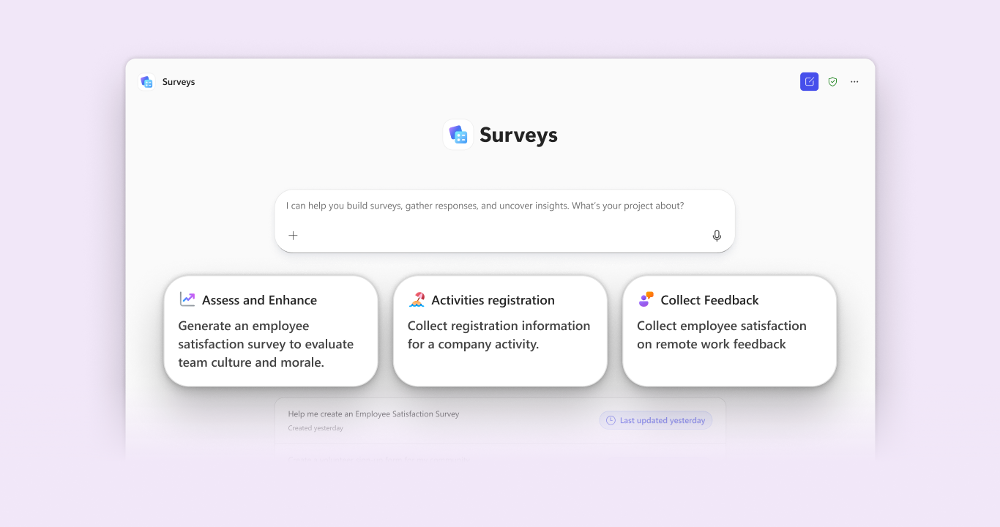 Surveys
Surveys
I can help you build surveys, gather responses, and uncover insights. What's your project about?
Assess and Enhance
Generate an employee
satisfaction survey to evaluate
team culture and morale.
Activities registration
Collect registration information
for a company activity.
Collect Feedback
Collect employee satisfaction
on remote work feedback
Help me create an Employee Satisfaction Survey
Created yesterday
Last updated yesterday